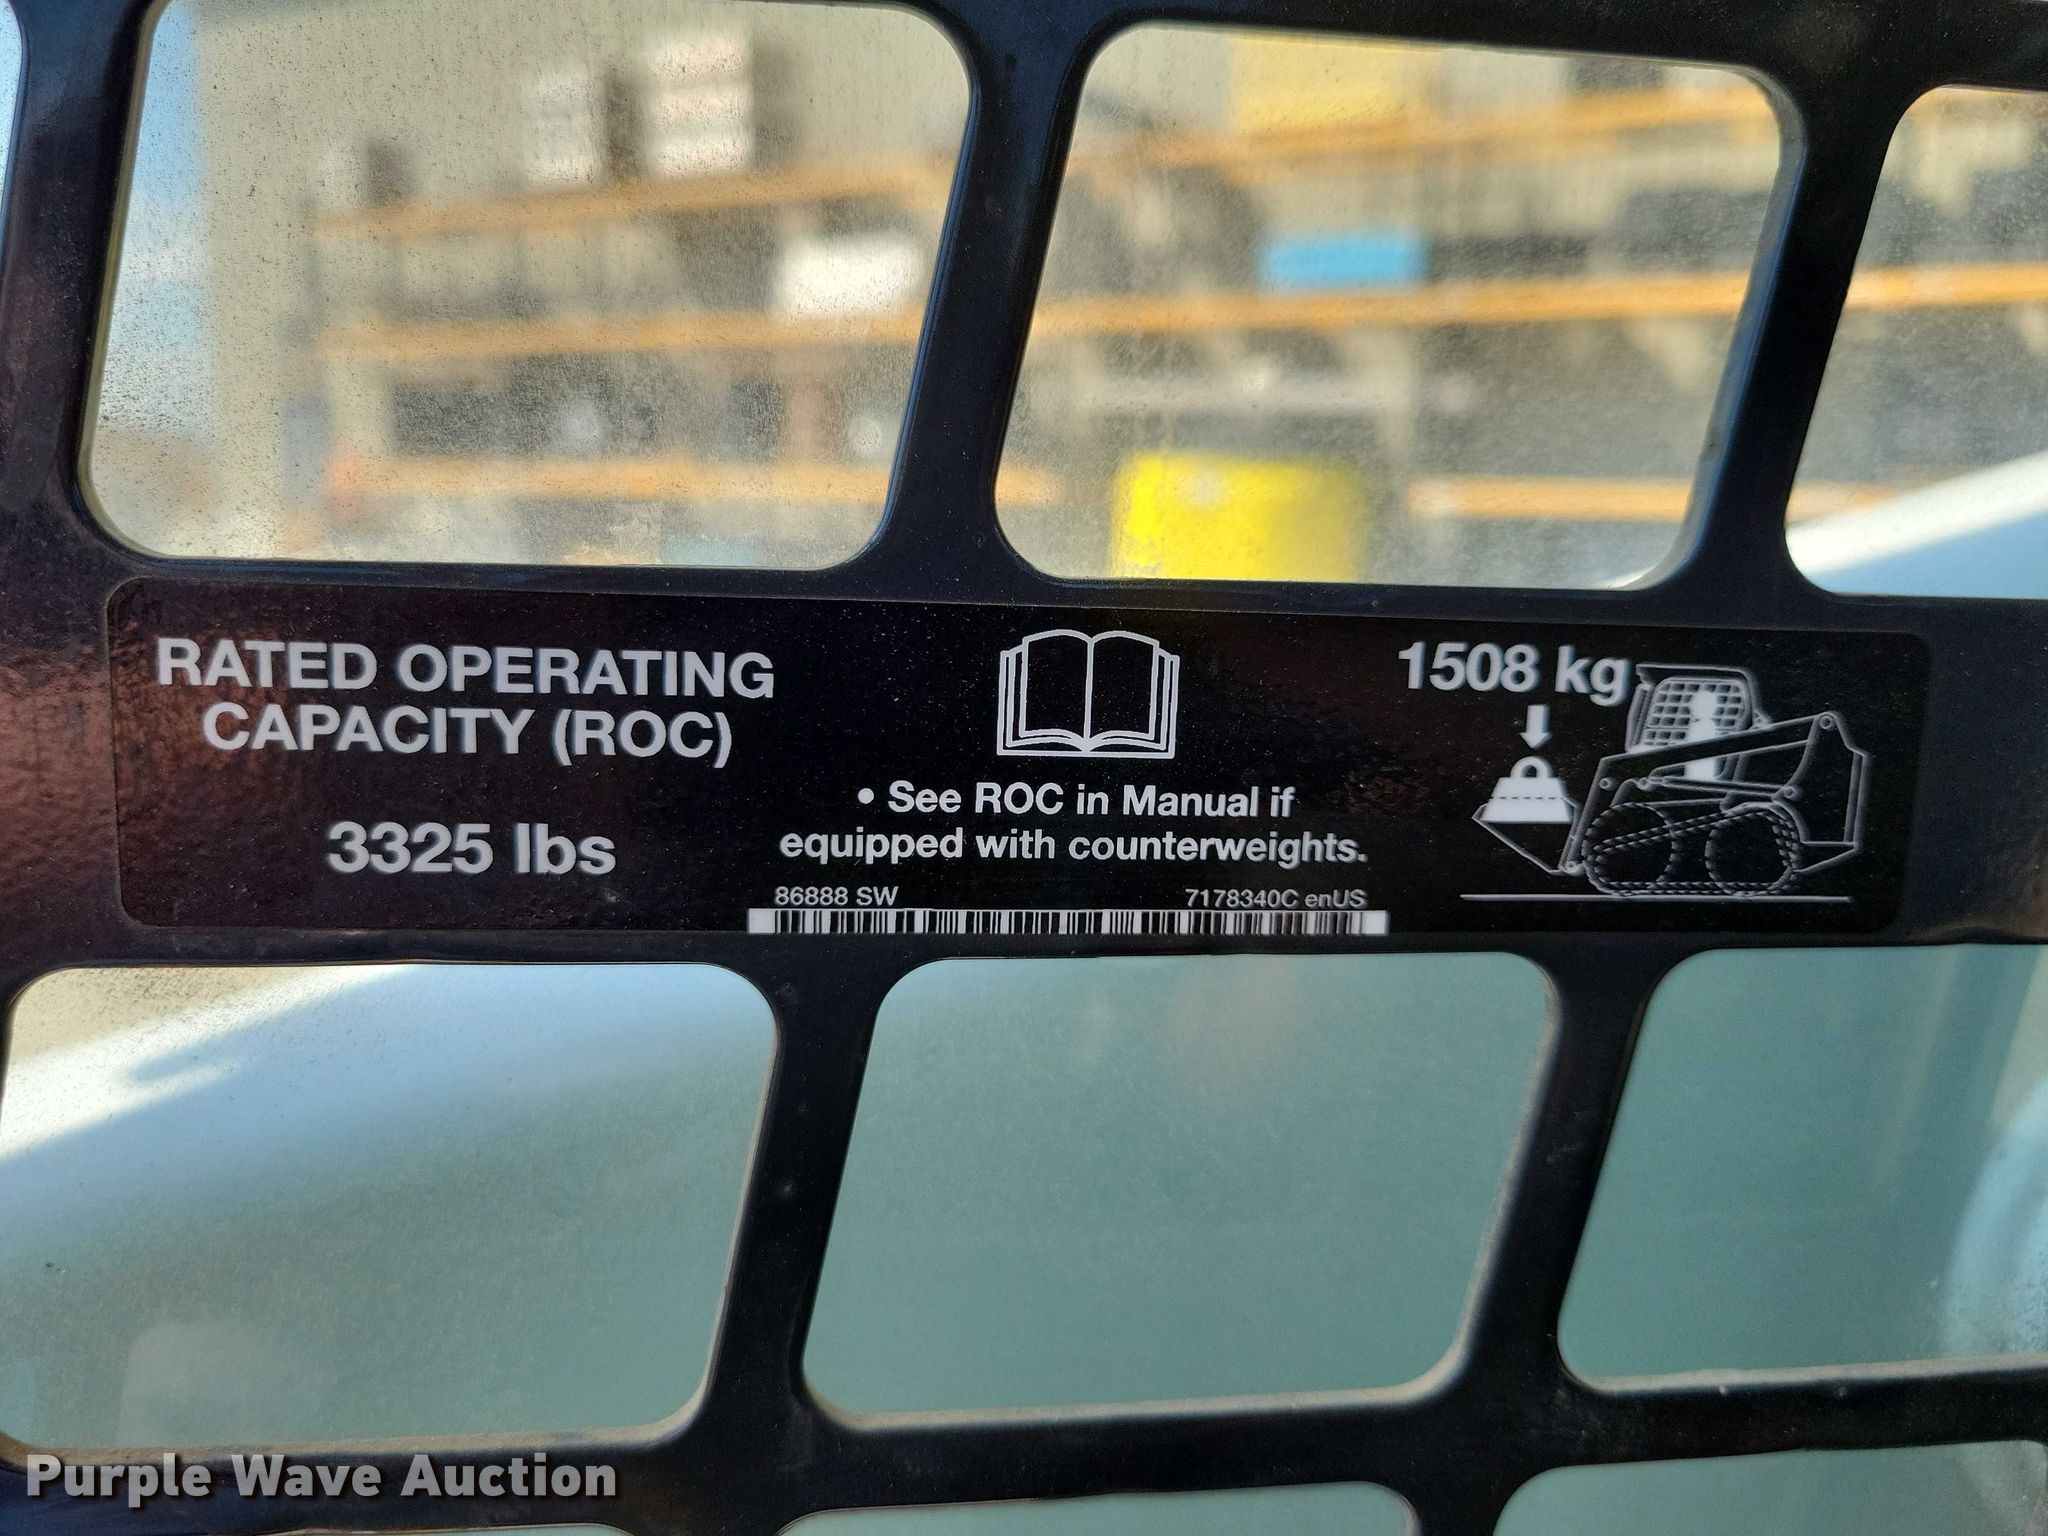 RATED OPERATING
CAPACITY (ROC)
3325 lbs
• See ROC in Manual if
equipped with counterweights.
86888 SW 7178340C enUS
1508 kg
Purple Wave Auction